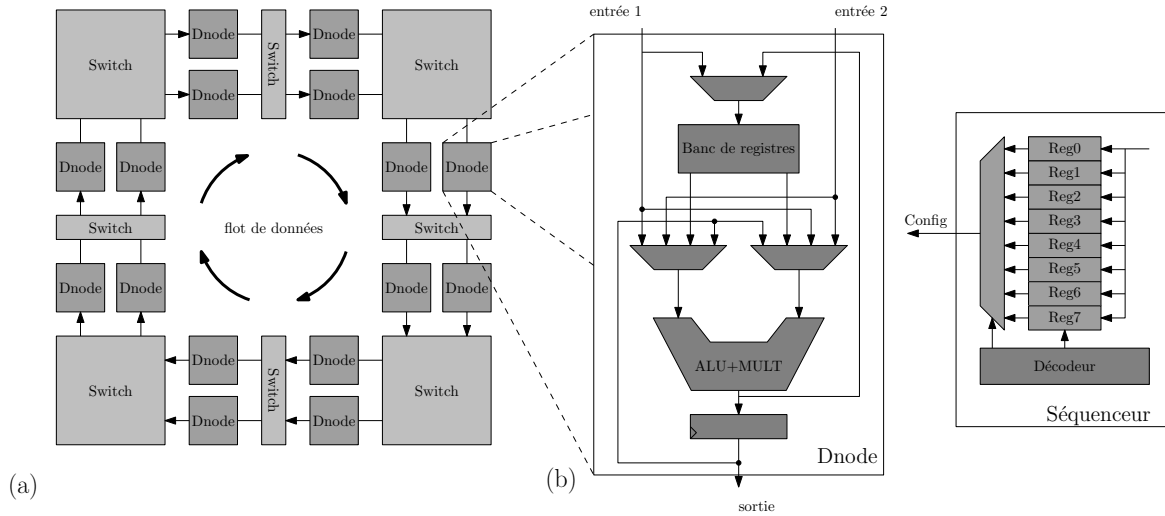 entrée 1
entrée 2
Switch
Dnode
Dnode
Switch
Dnode
Dnode
Switch
Dnode
Dnode
Dnode
Dnode
Switch
flot de données
Switch
Dnode
Dnode
Dnode
Dnode
Switch
Dnode
Dnode
Switch
Dnode
Dnode
Switch
(a)
Banc de registres
ALU+MULT
Dnode
(b)
sortie
Config
Reg0
Reg1
Reg2
Reg3
Reg4
Reg5
Reg6
Reg7
Décodeur
Séquenceur